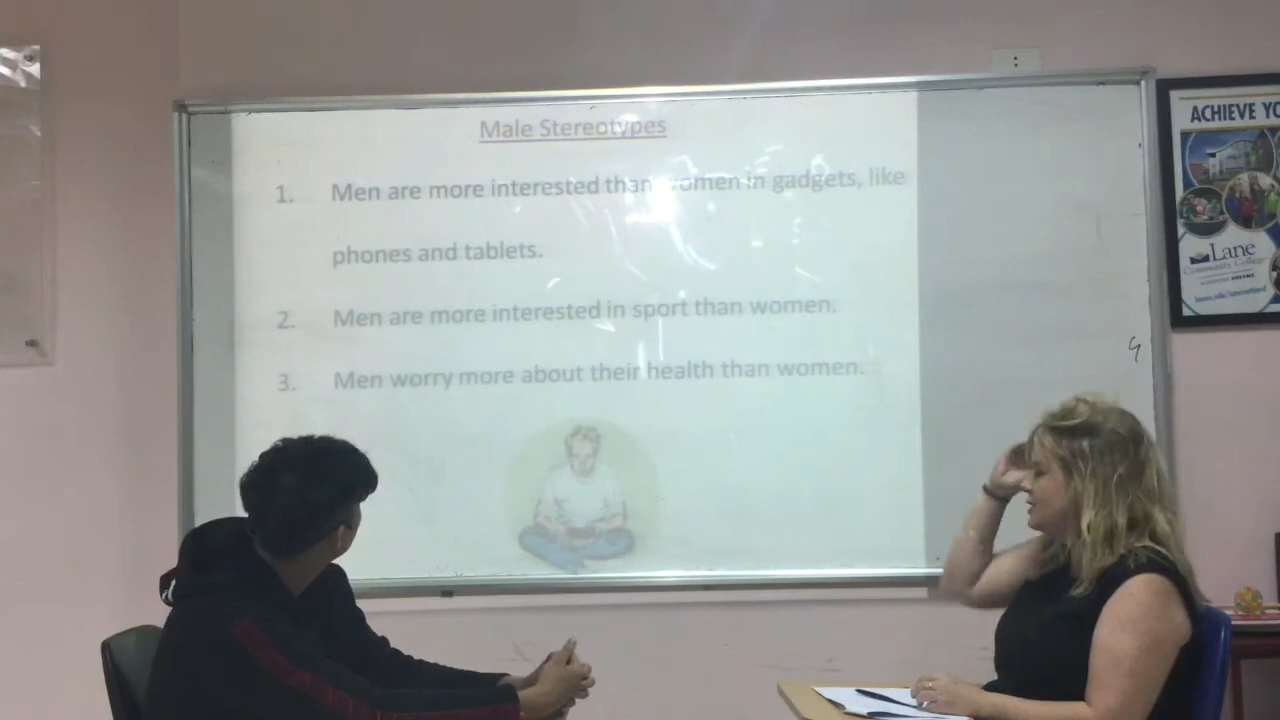 Male Stereotypes
1. Men are more interested than women in gadgets, like
phones and tablets.
2. Men are more interested in sport than women.
3. Men worry more about their health than women.
ACHIEVE YO
Lane
Community College